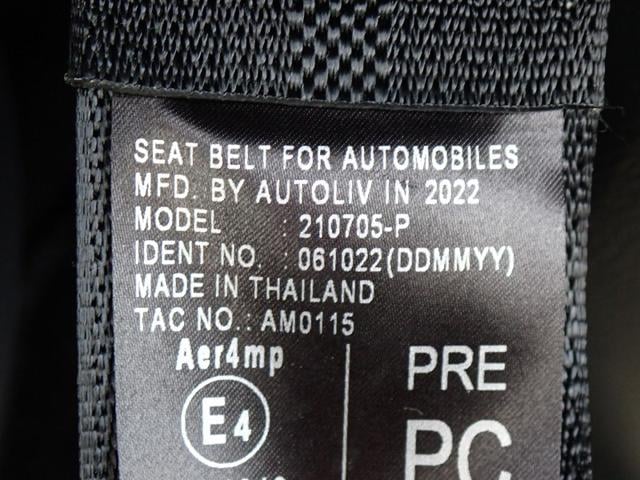 SEAT BELT FOR AUTOMOBILES
MFD. BY AUTOLIV IN 2022
MODEL : 210705-P
IDENT NO. : 061022(DDMMYY)
MADE IN THAILAND
TAC NO.: AM0115
Aer4mp
E4
PRE
PC